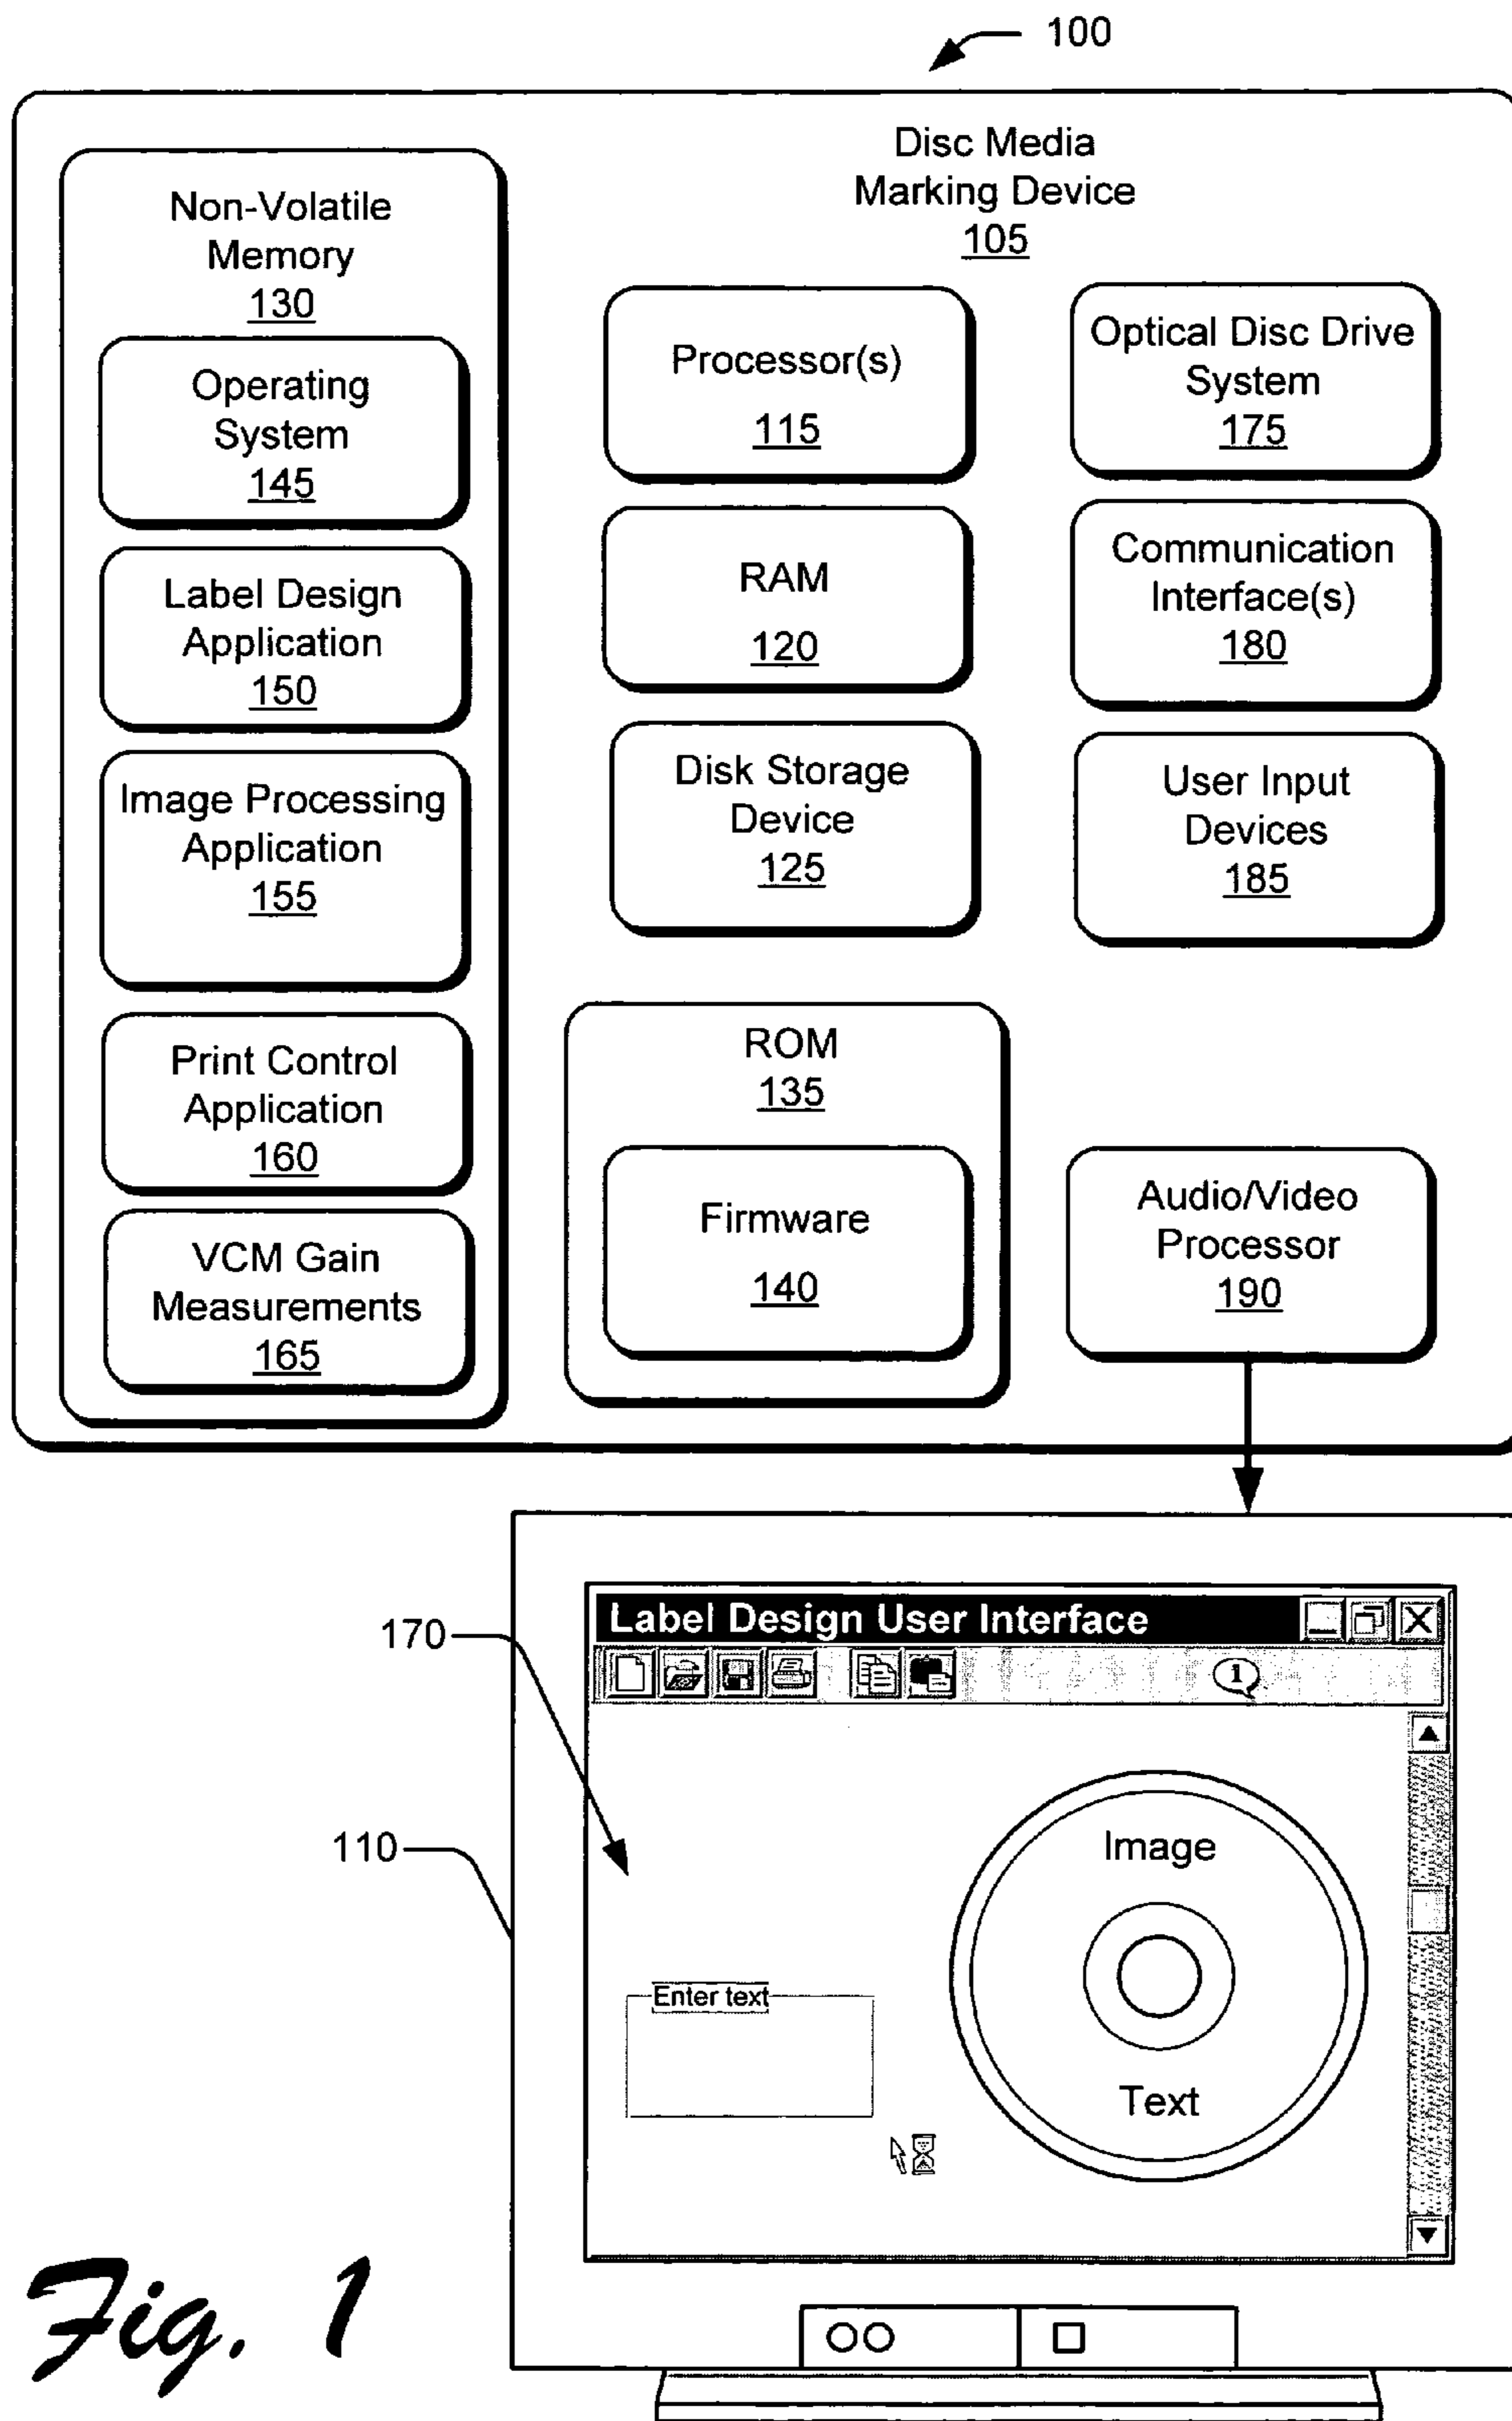 100
Disc Media
Marking Device
105
Non-Volatile
Memory
130
Operating
System
145
Label Design
Application
150
Image Processing
Application
155
Print Control
Application
160
VCM Gain
Measurements
165
Processor(s)
115
RAM
120
Disk Storage
Device
125
ROM
135
Firmware
140
Optical Disc Drive
System
175
Communication
Interface(s)
180
User Input
Devices
185
Audio/Video
Processor
190
Label Design User Interface
1
170
110
Image
Enter text
Text
Fig. 1